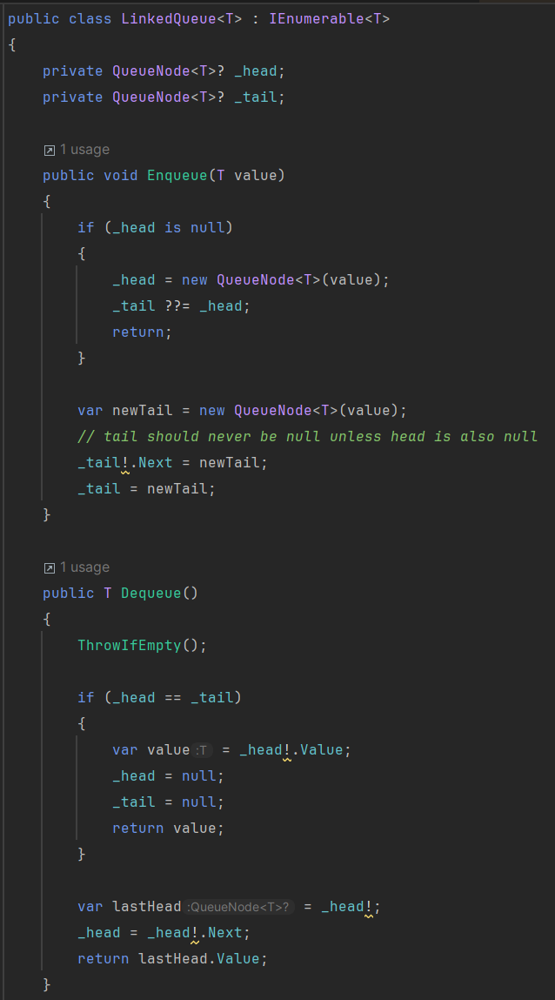 public class LinkedQueue<T> : IEnumerable<T>
{
    private QueueNode<T>? _head;
    private QueueNode<T>? _tail;

    1 usage
    public void Enqueue(T value)
    {
        if (_head is null)
        {
            _head = new QueueNode<T>(value);
            _tail ??= _head;
            return;
        }

        var newTail = new QueueNode<T>(value);
        // tail should never be null unless head is also null
        _tail!.Next = newTail;
        _tail = newTail;
    }

    1 usage
    public T Dequeue()
    {
        ThrowIfEmpty();

        if (_head == _tail)
        {
            var value :T = _head!.Value;
            _head = null;
            _tail = null;
            return value;
        }

        var lastHead :QueueNode<T>? = _head!;
        _head = _head!.Next;
        return lastHead.Value;
    }